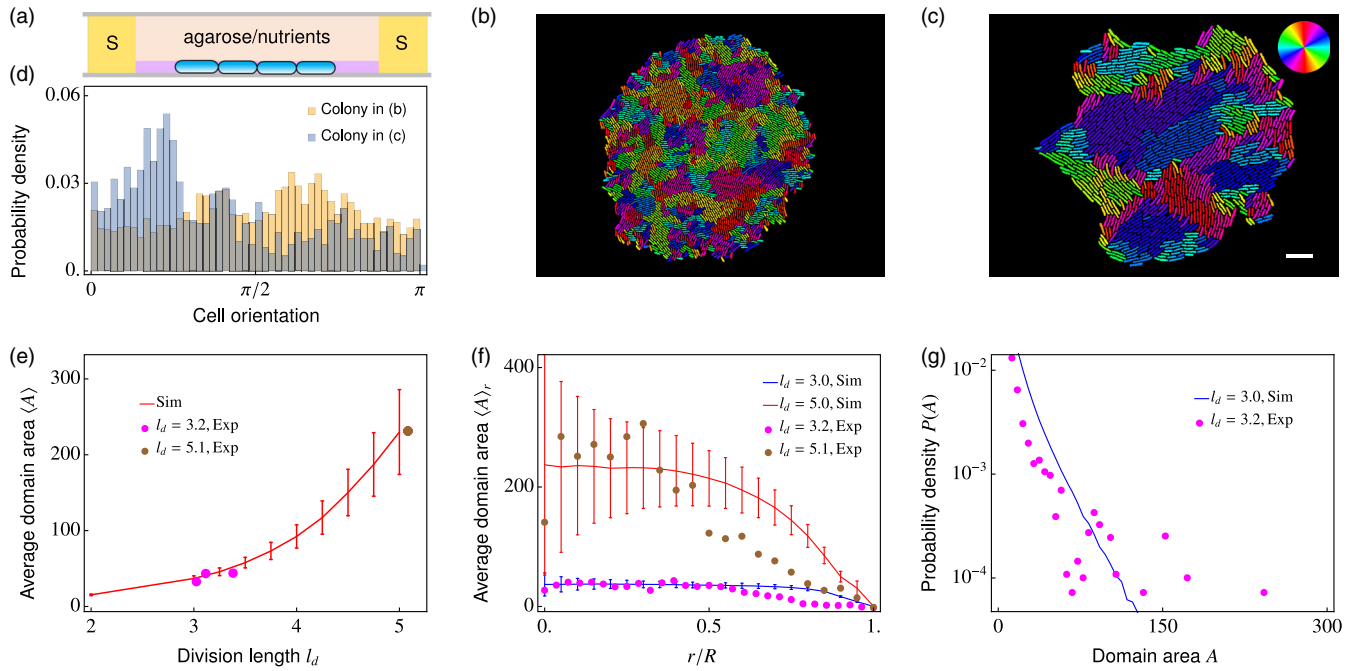 (a)
S
agarose/nutrients
S
(b)
(c)
(d)
0.06
0.03
0.
Probability density
Colony in (b)
Colony in (c)
0
π/2
π
Cell orientation
(e)
300
200
100
0
Average domain area ⟨A⟩
Sim
l_d = 3.2, Exp
l_d = 5.1, Exp
2
3
4
5
Division length l_d
(f)
400
200
0
Average domain area ⟨A⟩_r
l_d = 3.0, Sim
l_d = 5.0, Sim
l_d = 3.2, Exp
l_d = 5.1, Exp
0.
0.5
1.
r/R
(g)
10^-2
10^-3
10^-4
Probability density P(A)
l_d = 3.0, Sim
l_d = 3.2, Exp
0
150
300
Domain area A